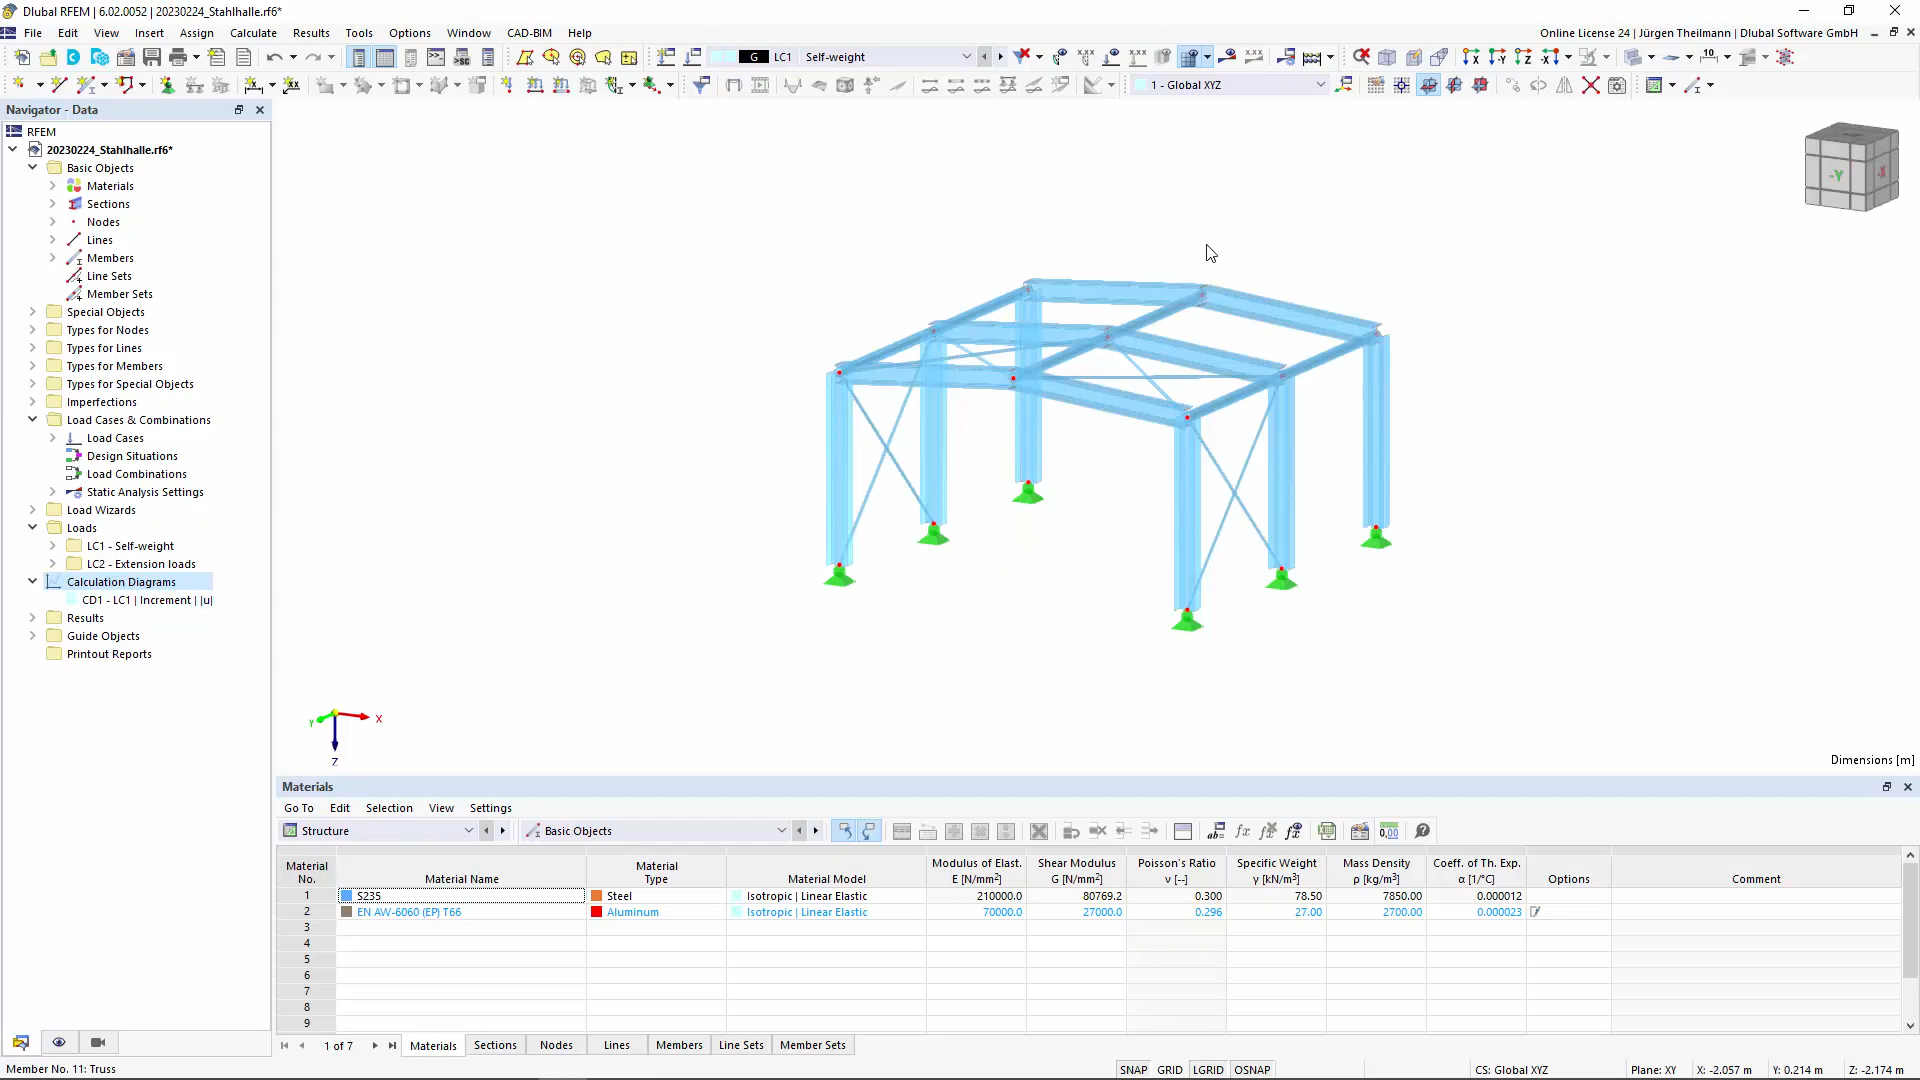 Dlubal RFEM | 6.02.0052 | 20230224_Stahlhalle.rf6*
File Edit View Insert Assign Calculate Results Tools Options Window CAD-BIM Help
Online License 24 | Jürgen Theilmann | Dlubal Software GmbH
G LC1 Self-weight
1 - Global XYZ
Navigator - Data
RFEM
20230224_Stahlhalle.rf6*
Basic Objects
Materials
Sections
Nodes
Lines
Members
Line Sets
Member Sets
Special Objects
Types for Nodes
Types for Lines
Types for Members
Types for Special Objects
Imperfections
Load Cases & Combinations
Load Cases
Design Situations
Load Combinations
Static Analysis Settings
Load Wizards
Loads
LC1 - Self-weight
LC2 - Extension loads
Calculation Diagrams
CD1 - LC1 | Increment | |u|
Results
Guide Objects
Printout Reports
-Y
-X
X
Y
Z
Dimensions [m]
Materials
Go To Edit Selection View Settings
Structure
Basic Objects
Material No. Material Name Material Type Material Model Modulus of Elast. E [N/mm²] Shear Modulus G [N/mm²] Poisson's Ratio ν [--] Specific Weight γ [kN/m³] Mass Density ρ [kg/m³] Coeff. of Th. Exp. α [1/°C] Options Comment
1 S235 Steel Isotropic | Linear Elastic 210000.0 80769.2 0.300 78.50 7850.00 0.000012
2 EN AW-6060 (EP) T66 Aluminum Isotropic | Linear Elastic 70000.0 27000.0 0.296 27.00 2700.00 0.000023
3
4
5
6
7
8
9
1 of 7 Materials Sections Nodes Lines Members Line Sets Member Sets
Member No. 11: Truss
SNAP GRID LGRID OSNAP
CS: Global XYZ
Plane: XY
X: -2.057 m Y: 0.214 m Z: -2.174 m